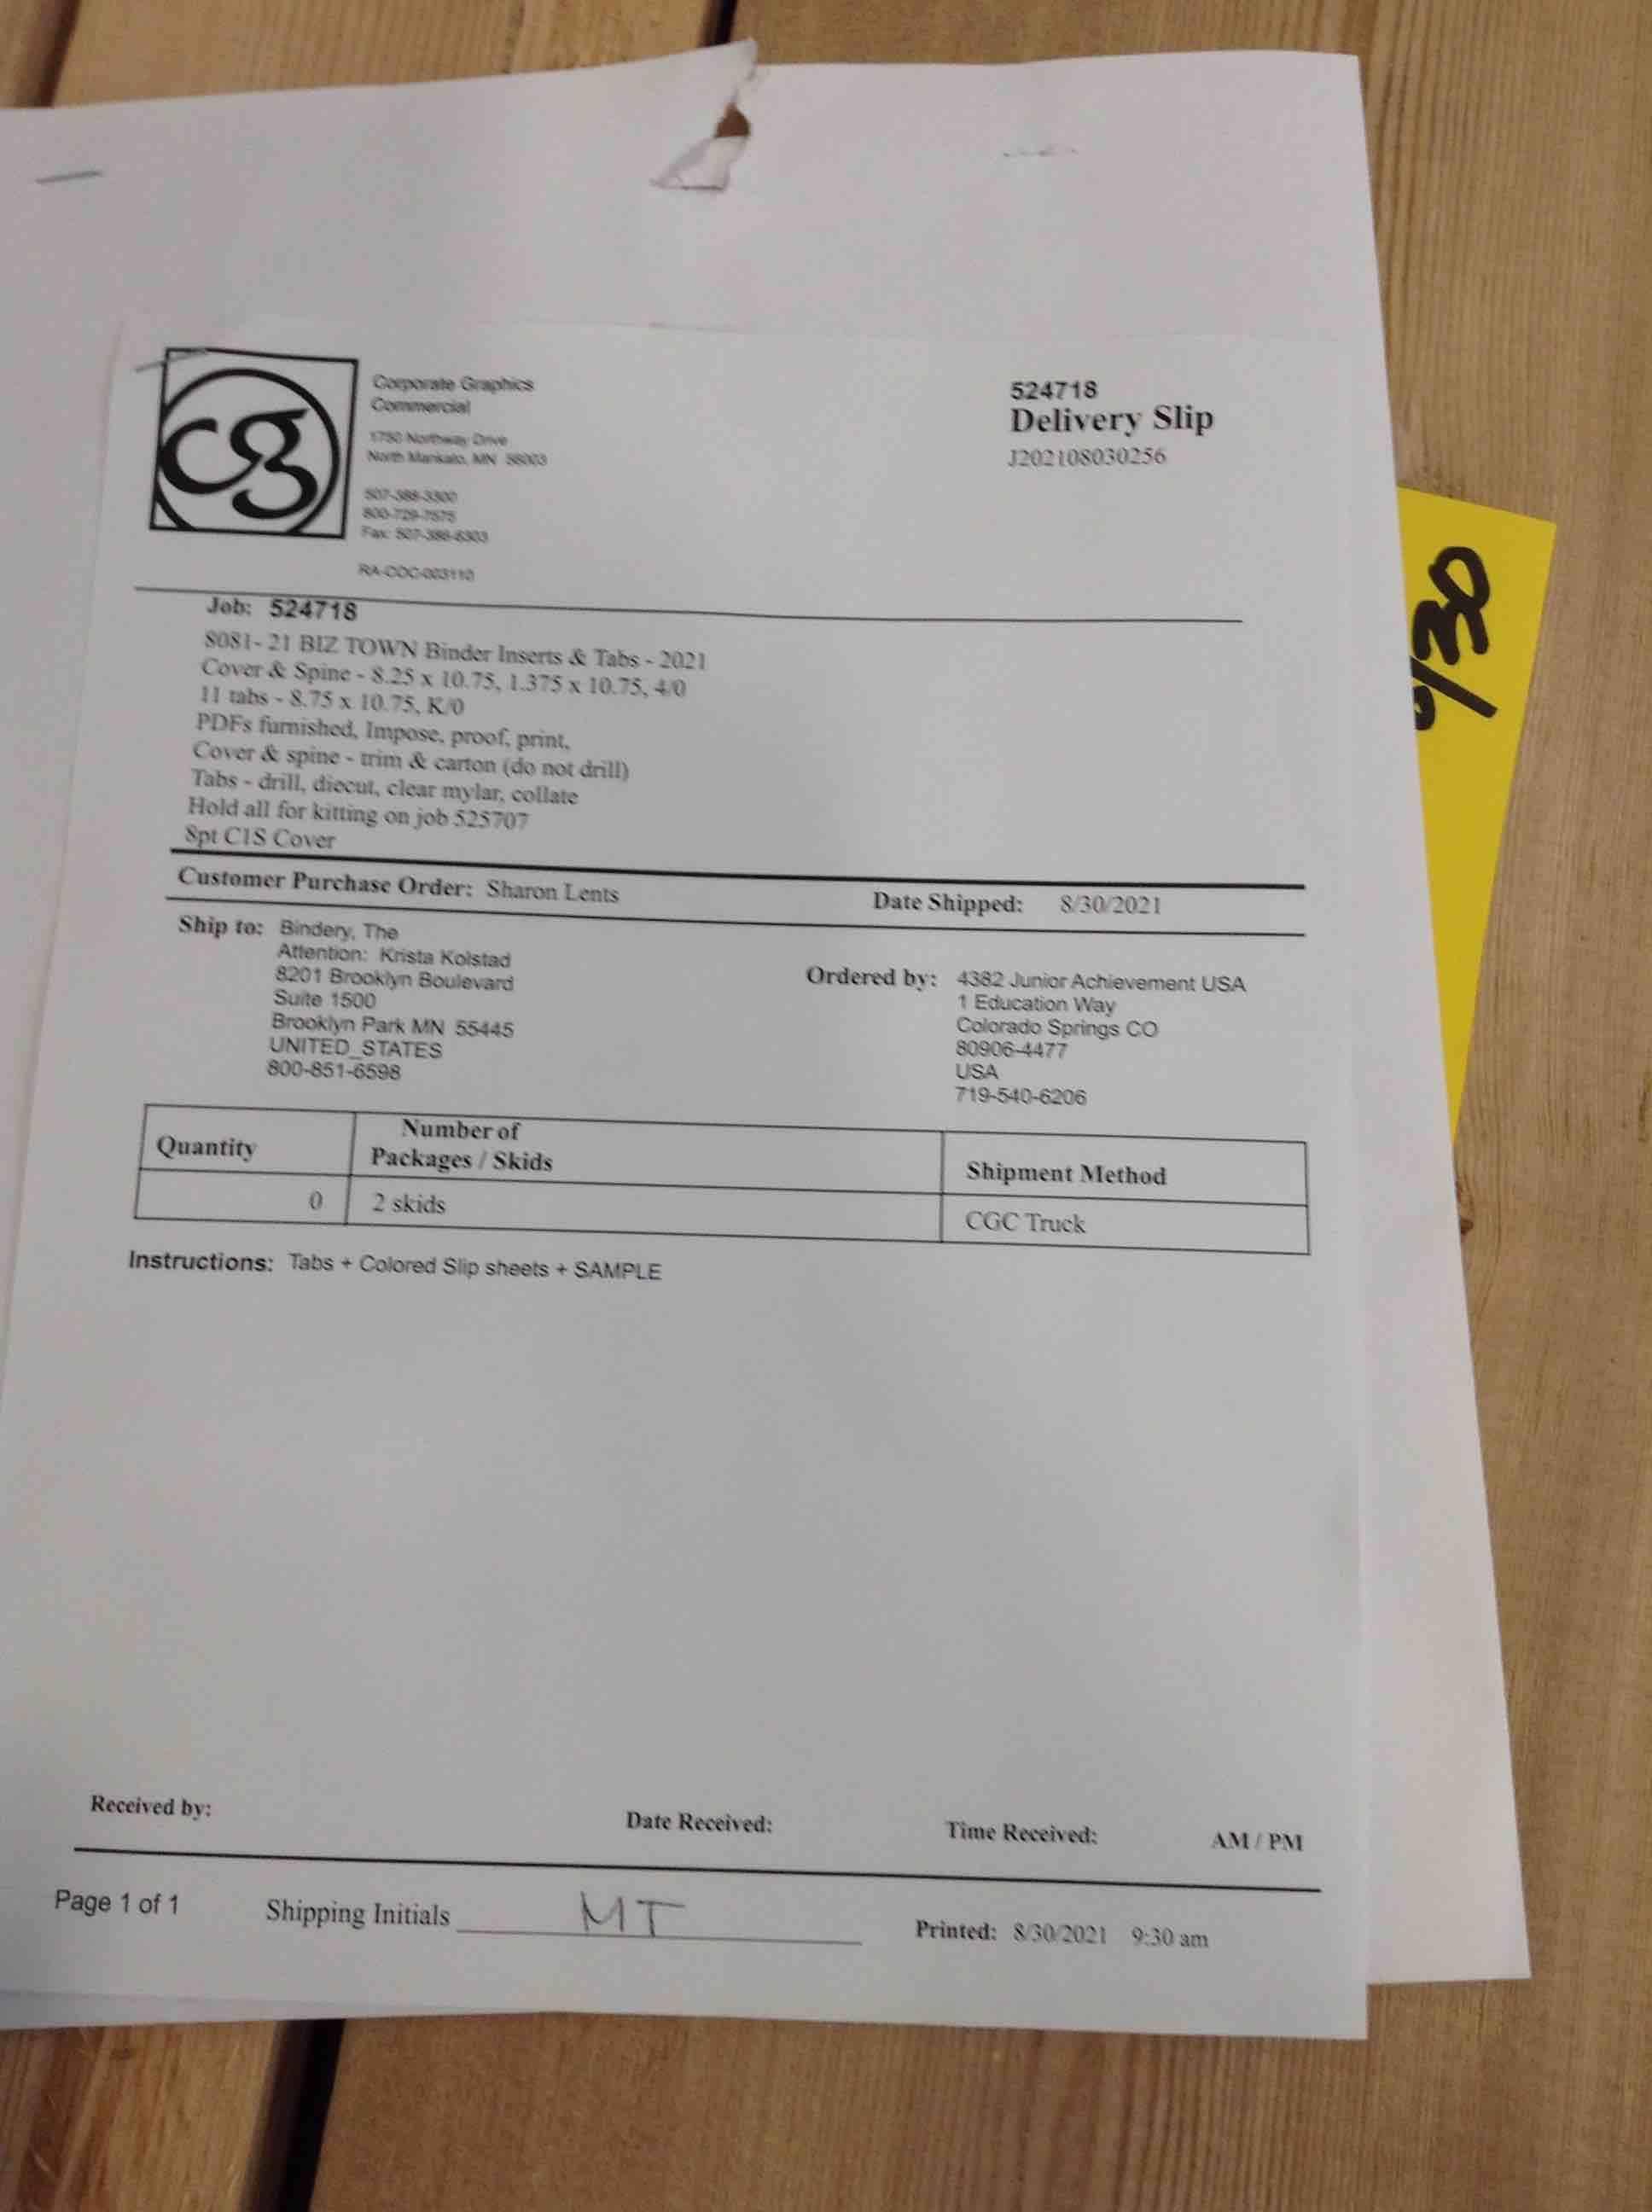 cg
Corporate Graphics
Commercial
1750 Northway Drive
North Mankato, MN 56003
507-388-3300
800-729-7575
Fax: 507-386-6303
RA-COC-003110
524718
Delivery Slip
J202108030256
Job: 524718
8081- 21 BIZ TOWN Binder Inserts & Tabs - 2021
Cover & Spine - 8.25 x 10.75, 1.375 x 10.75, 4/0
11 tabs - 8.75 x 10.75, K/0
PDFs furnished, Impose, proof, print,
Cover & spine - trim & carton (do not drill)
Tabs - drill, diecut, clear mylar, collate
Hold all for kitting on job 525707
8pt C1S Cover
Customer Purchase Order: Sharon Lents
Date Shipped: 8/30/2021
Ship to: Bindery, The
Attention: Krista Kolstad
8201 Brooklyn Boulevard
Suite 1500
Brooklyn Park MN 55445
UNITED_STATES
800-851-6598
Ordered by: 4382 Junior Achievement USA
1 Education Way
Colorado Springs CO
80906-4477
USA
719-540-6206
Quantity
Number of
Packages / Skids
Shipment Method
0
2 skids
CGC Truck
Instructions: Tabs + Colored Slip sheets + SAMPLE
Received by:
Date Received:
Time Received:
AM / PM
Page 1 of 1
Shipping Initials MT
Printed: 8/30/2021 9:30 am
/30